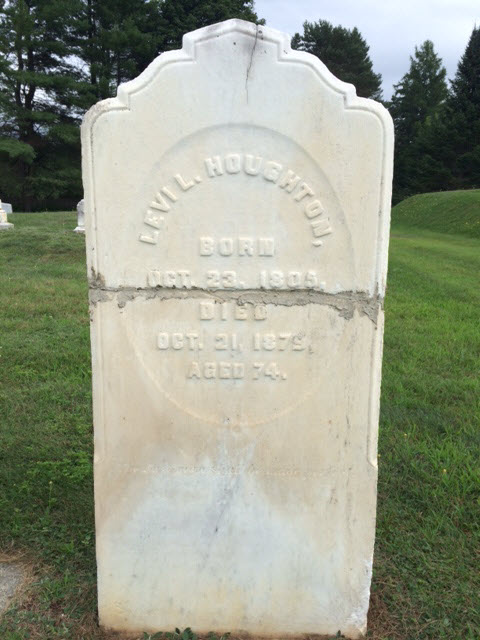 LEVI L. HOUGHTON,
BORN
OCT. 23. 1804,
DIED
OCT. 21, 1879,
AGED 74.